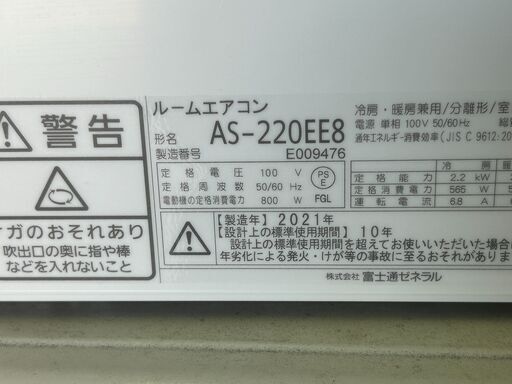 警告
ケガのおそれあり
吹出口の奥に指や棒
などを入れないこと
ルームエアコン
形名 AS-220EE8
製造番号 E009476
冷房・暖房兼用/分離形/室
電源 単相 100V 50/60Hz
通年エネルギー消費効率(JIS C 9612:20
定格電圧 100 V
定格周波数 50/60 Hz
電動機の定格消費電力 800 W
PS
E
FGL
冷 房
定格能力 2.2 kW
定格消費電力 565 W
運転電流 6.8 A
【製造年】2021年
【設計上の標準使用期間】10年
設計上の標準使用期間を超えてお使いいただいた場合は
年劣化による発火・けが等の事故に至るおそれがあり
株式会社 富士通ゼネラル